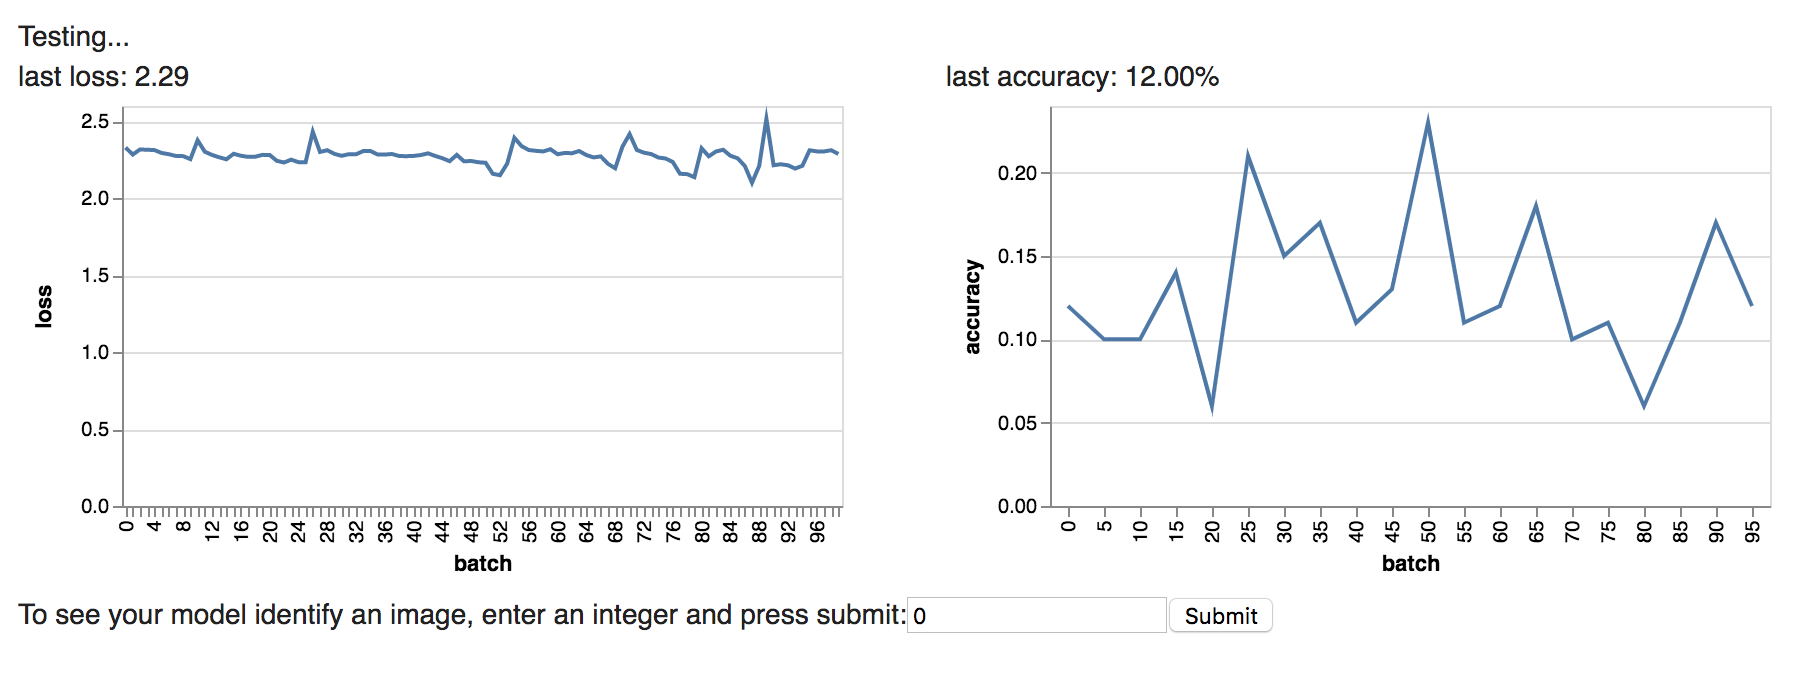 Testing...
last loss: 2.29
last accuracy: 12.00%
2.5
2.0
1.5
1.0
0.5
0.0
loss
0 4 8 12 16 20 24 28 32 36 40 44 48 52 56 60 64 68 72 76 80 84 88 92 96
batch
0.20
0.15
0.10
0.05
0.00
accuracy
0 5 10 15 20 25 30 35 40 45 50 55 60 65 70 75 80 85 90 95
batch
To see your model identify an image, enter an integer and press submit: 0 Submit